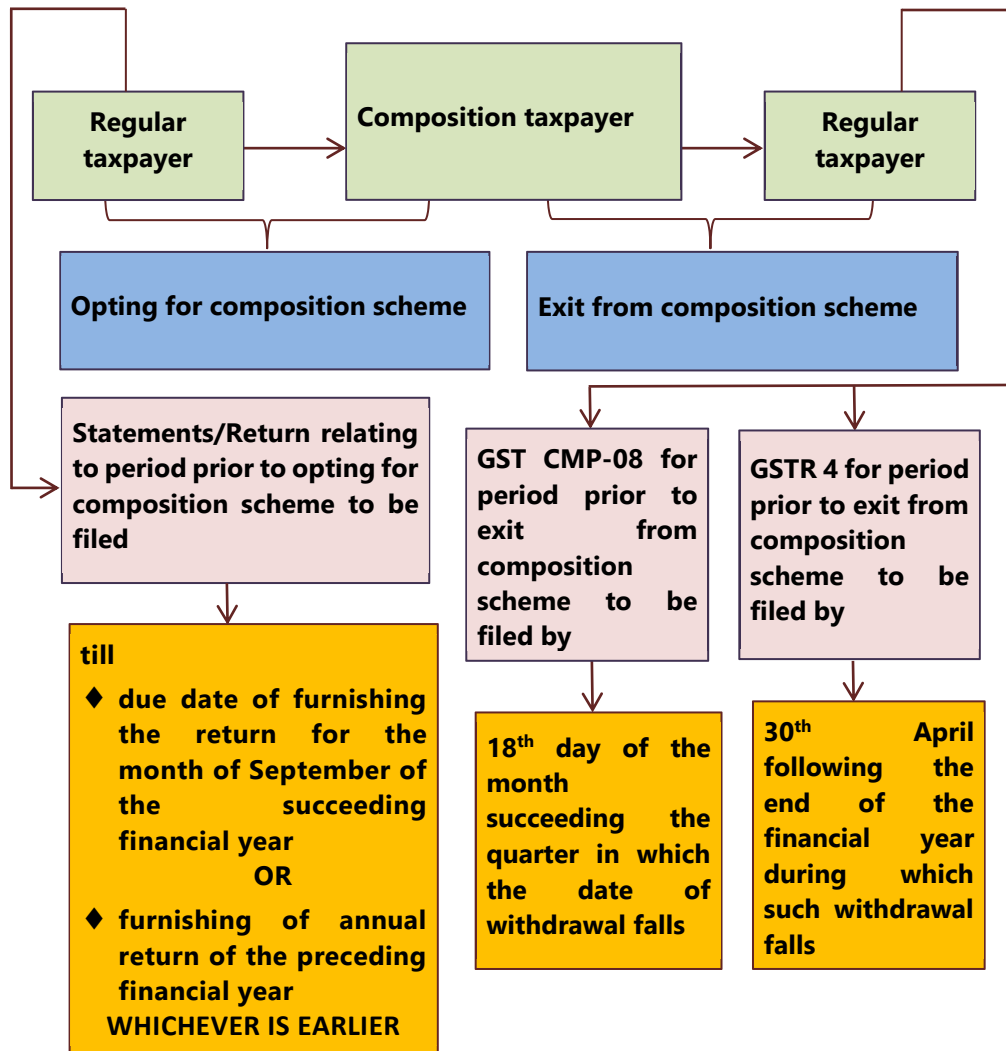 Regular
taxpayer
Composition taxpayer
Regular
taxpayer
Opting for composition scheme
Exit from composition scheme
Statements/Return relating
to period prior to opting for
composition scheme to be
filed
GST CMP-08 for
period prior to
exit from
composition
scheme to be
filed by
GSTR 4 for period
prior to exit from
composition
scheme to be
filed by
till
♦ due date of furnishing
the return for the
month of September of
the succeeding
financial year
OR
♦ furnishing of annual
return of the preceding
financial year
WHICHEVER IS EARLIER
18th day of the
month
succeeding the
quarter in which
the date of
withdrawal falls
30th April
following the
end of the
financial year
during which
such withdrawal
falls